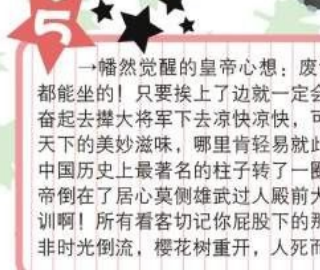 5
→幡然觉醒的皇帝心想：废
都能坐的！只要挨上了边就一定会
奋起去撵大将军下去凉快凉快，可
天下的美妙滋味，哪里肯轻易就此
中国历史上最著名的柱子转了一圈
帝倒在了居心莫侧雄武过人殿前大
训啊！所有看客切记你屁股下的那
非时光倒流，樱花树重开，人死而